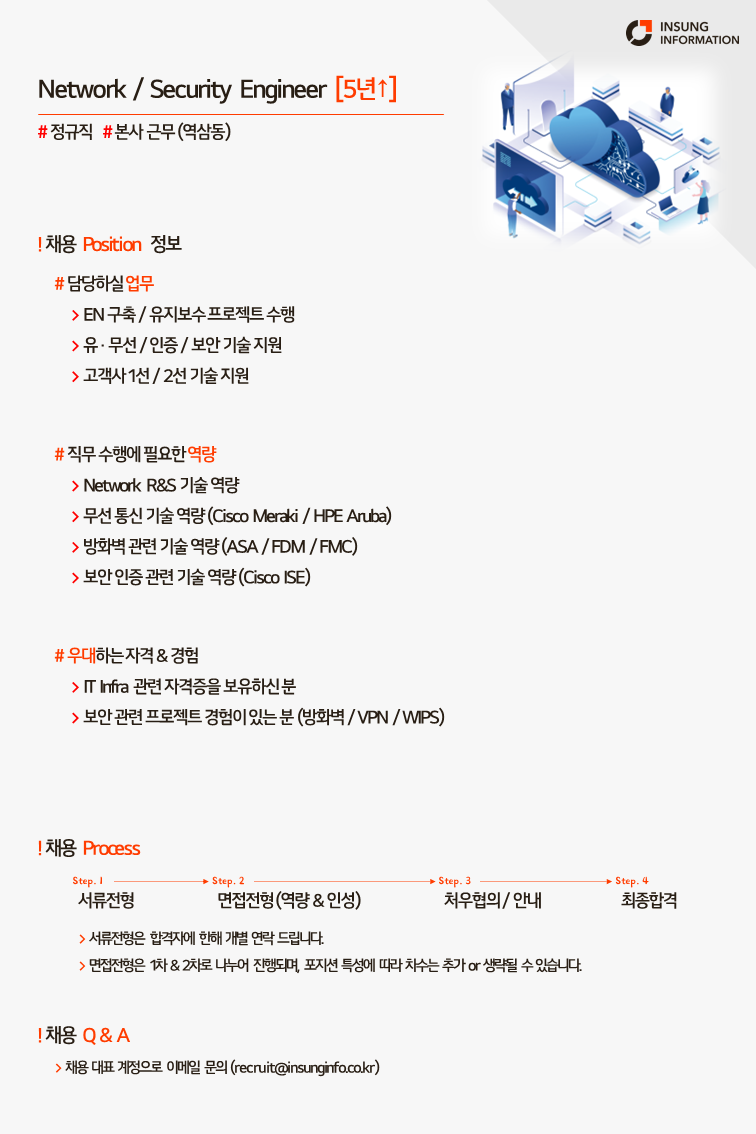 INSUNG
INFORMATION
Network / Security Engineer [5년↑]
# 정규직 # 본사 근무 (역삼동)
! 채용 Position 정보
# 담당하실 업무
> EN 구축 / 유지보수 프로젝트 수행
> 유 · 무선 / 인증 / 보안 기술 지원
> 고객사 1선 / 2선 기술 지원
# 직무 수행에 필요한 역량
> Network R&S 기술 역량
> 무선 통신 기술 역량 (Cisco Meraki / HPE Aruba)
> 방화벽 관련 기술 역량 (ASA / FDM / FMC)
> 보안 인증 관련 기술 역량 (Cisco ISE)
# 우대하는 자격 & 경험
> IT Infra 관련 자격증을 보유하신 분
> 보안 관련 프로젝트 경험이 있는 분 (방화벽 / VPN / WIPS)
! 채용 Process
Step. 1 Step. 2 Step. 3 Step. 4
서류전형 면접전형 (역량 & 인성) 처우협의 / 안내 최종합격
> 서류전형은 합격자에 한해 개별 연락 드립니다.
> 면접전형은 1차 & 2차로 나누어 진행되며, 포지션 특성에 따라 차수는 추가 or 생략될 수 있습니다.
! 채용 Q & A
> 채용 대표 계정으로 이메일 문의 (recruit@insunginfo.co.kr)